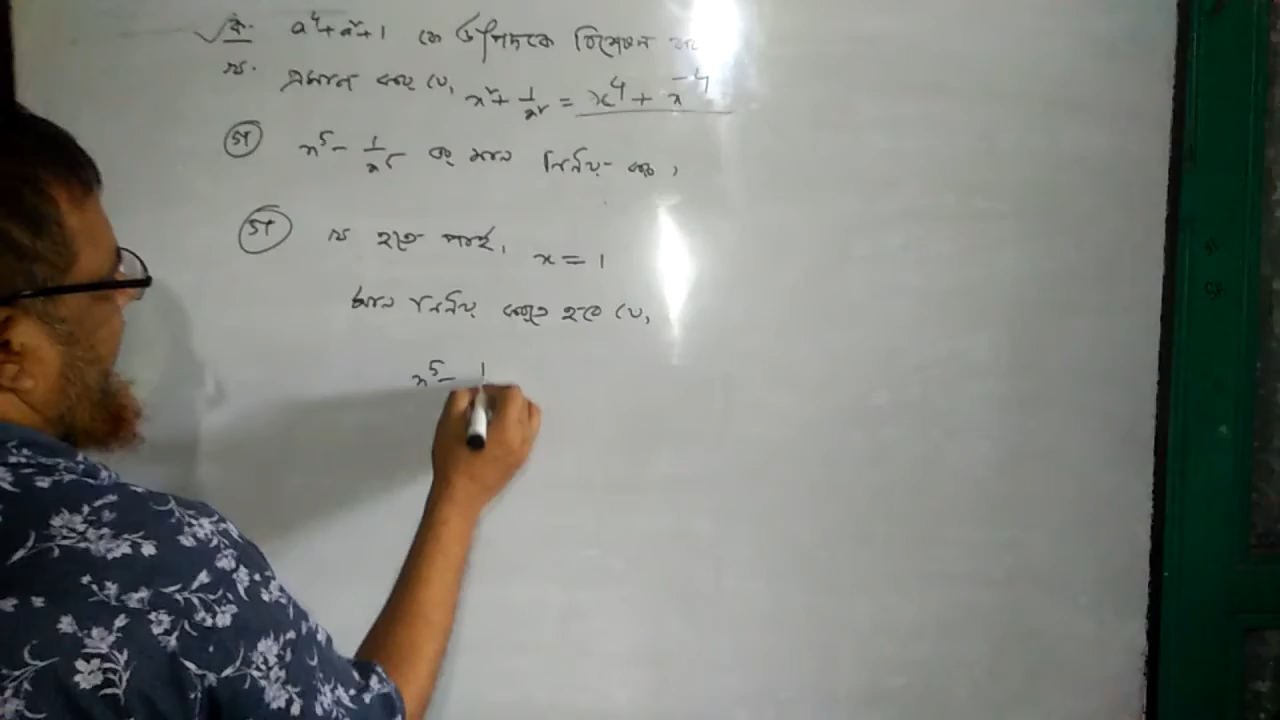 ক. a⁴+a²+1 কে উৎপাদকে বিশ্লেষণ
খ. প্রমাণ কর যে, x²+ 1/x² = x⁴ + x⁻⁴
গ x⁵ - 1/x⁵ এর মান নির্ণয় কর,
গ খ হতে পাই, x = 1
মান নির্ণয় করতে হবে যে,
x⁵ - 1